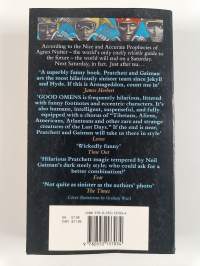 According to the Nice and Accurate Prophecies of
Agnes Nutter – the world's only totally reliable guide to the
future – the world will end on a Saturday.
Next Saturday, in fact. Just after tea...
'A superbly funny book. Pratchett and Gaiman
are the most hilariously sinister team since Jekyll
and Hyde. If this is Armageddon, count me in'
James Herbert
'GOOD OMENS is frequently hilarious, littered
with funny footnotes and eccentric characters. It's
also humane, intelligent, suspenseful, and fully
equipped with a chorus of "Tibetans, Aliens,
Americans, Atlanteans and other rare and strange
creatures of the Last Days." If the end is near,
Pratchett and Gaiman will take us there in style'
Locus
'Wickedly funny'
Time Out
'Hilarious Pratchett magic tempered by Neil
Gaiman's dark steely style; who could ask for
a better combination?'
Fear
'Not quite as sinister as the authors' photo'
The Times
Cover illustration by Graham Ward